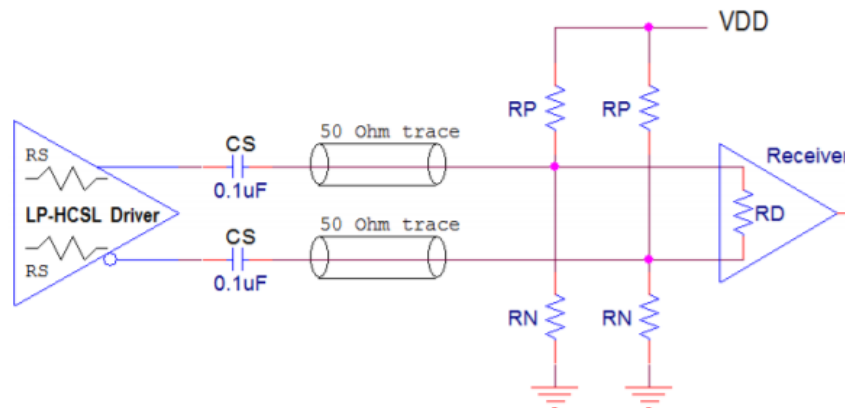 VDD
RP
RP
50 Ohm trace
CS
0.1uF
RS
LP-HCSL Driver
RS
Receiver
RD
50 Ohm trace
CS
0.1uF
RN
RN